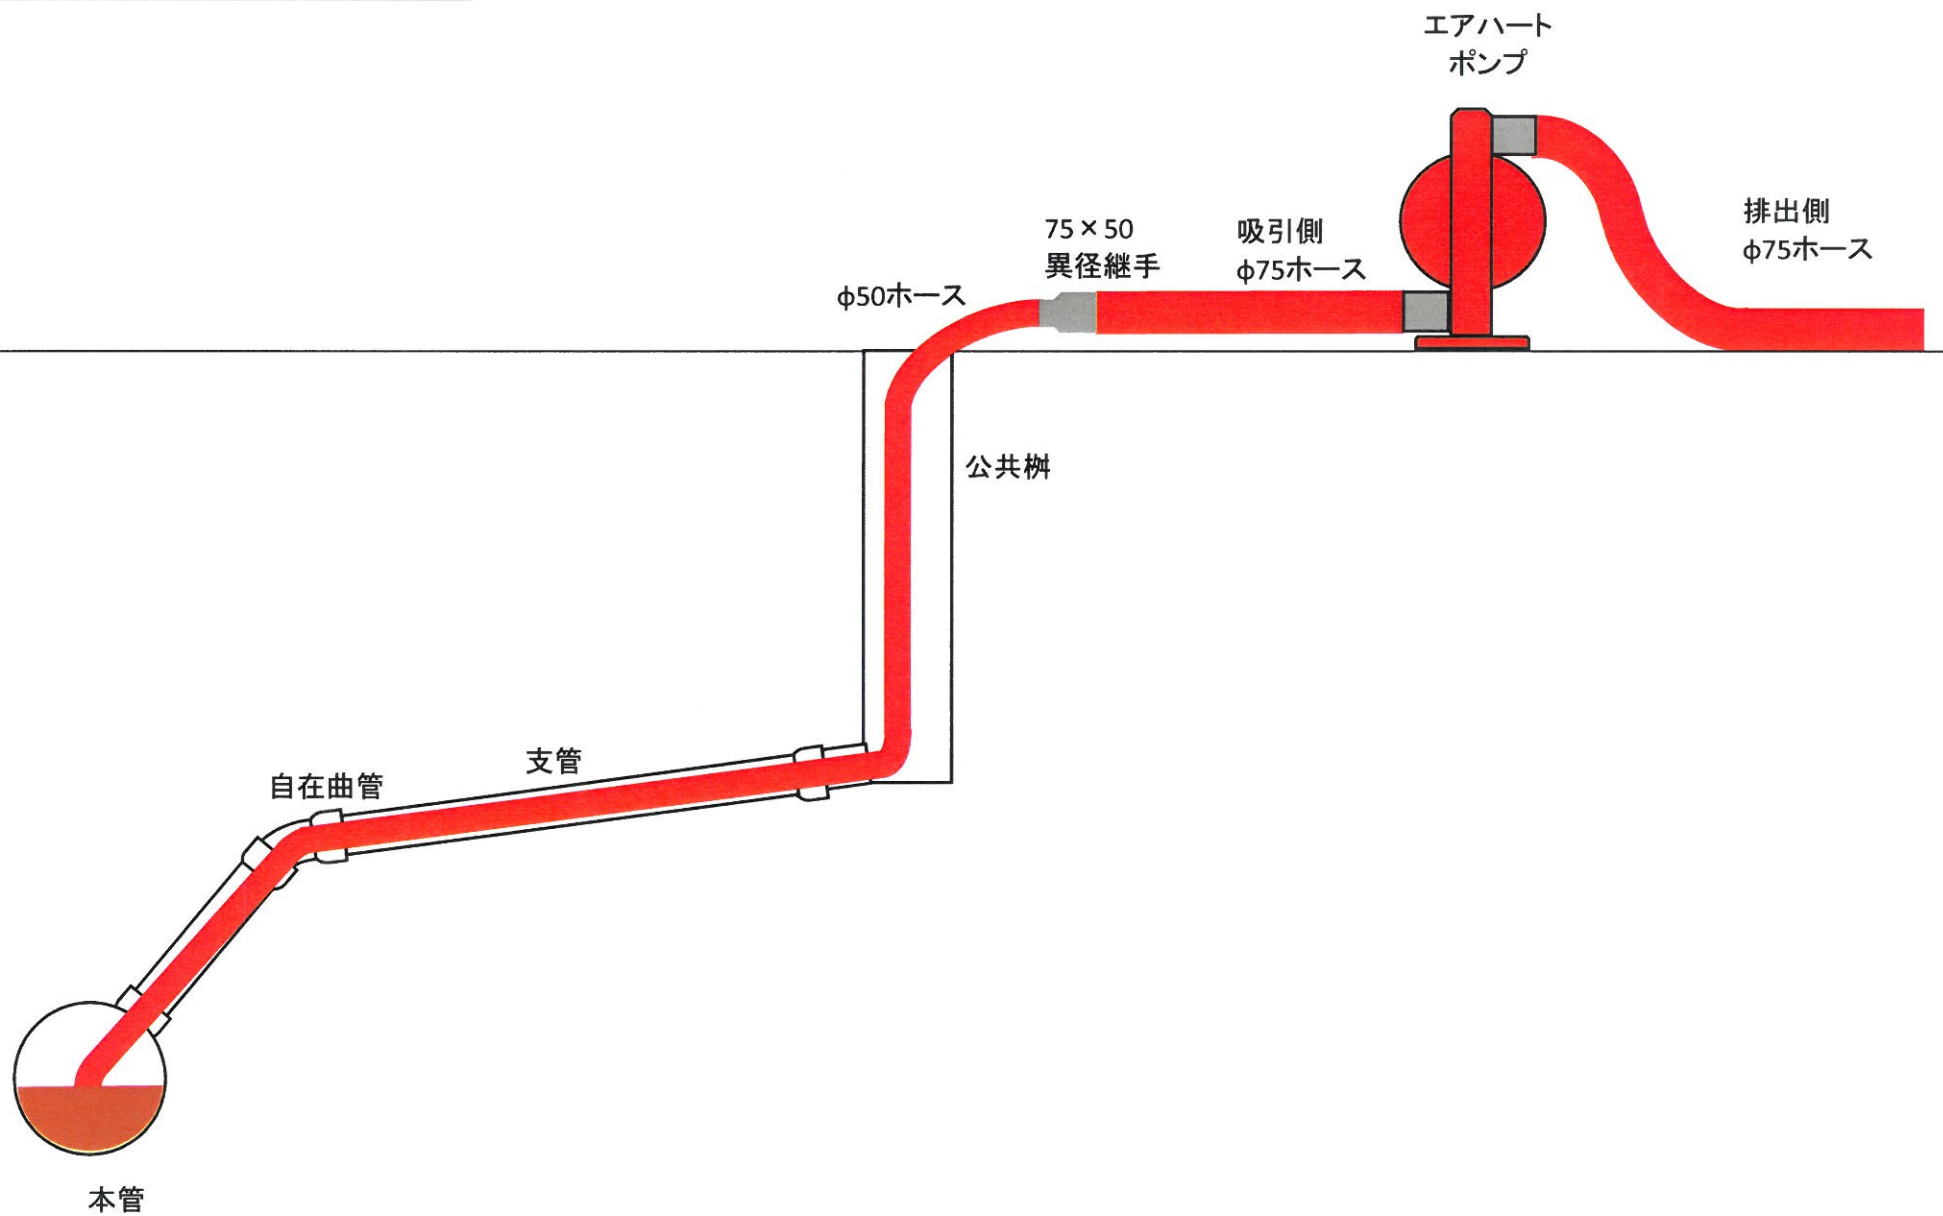 エアハート
ポンプ
排出側
φ75ホース
75×50
異径継手
吸引側
φ75ホース
φ50ホース
公共桝
支管
自在曲管
本管